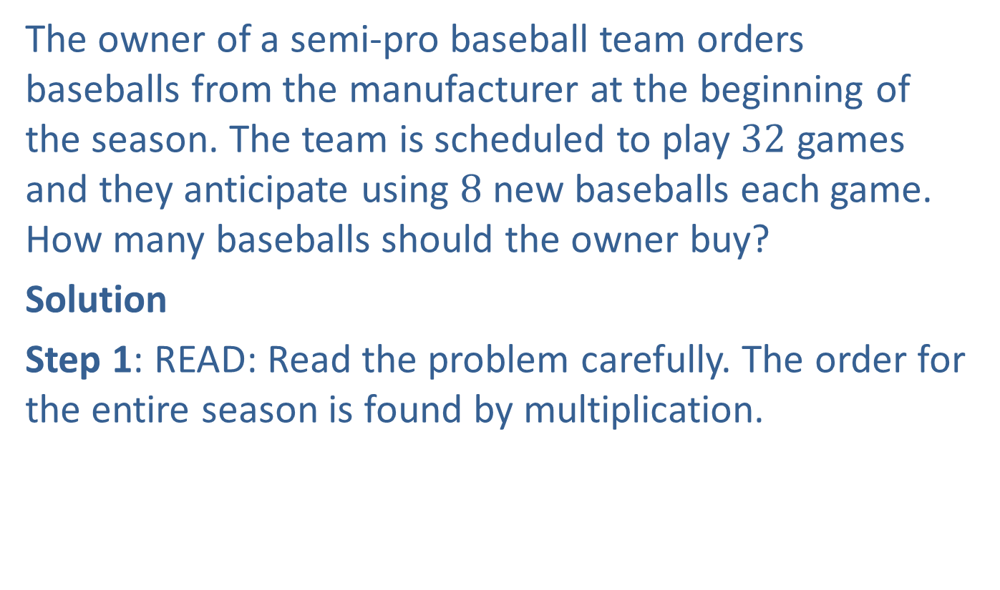 The owner of a semi-pro baseball team orders
baseballs from the manufacturer at the beginning of
the season. The team is scheduled to play 32 games
and they anticipate using 8 new baseballs each game.
How many baseballs should the owner buy?
Solution
Step 1: READ: Read the problem carefully. The order for
the entire season is found by multiplication.